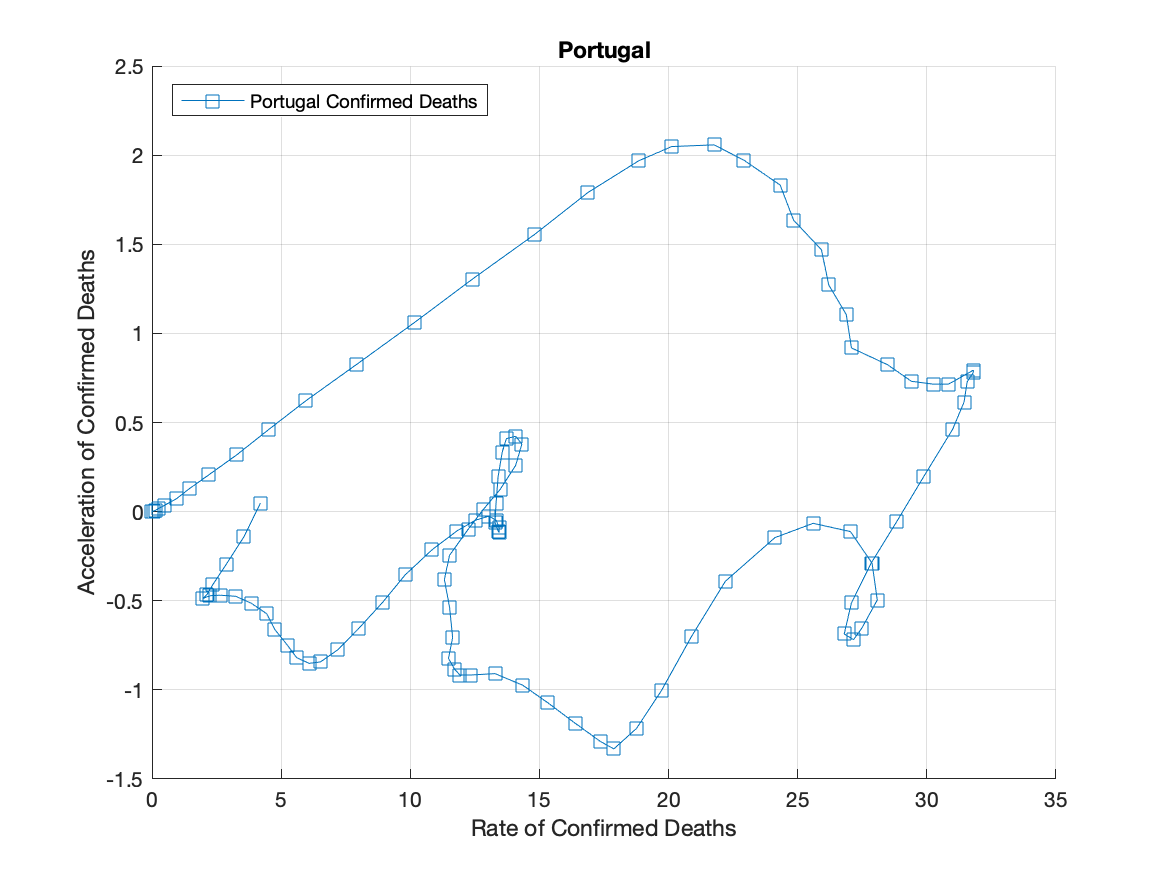 Portugal
Portugal Confirmed Deaths
2.5
2
1.5
1
0.5
0
-0.5
-1
-1.5
Acceleration of Confirmed Deaths
0 5 10 15 20 25 30 35
Rate of Confirmed Deaths